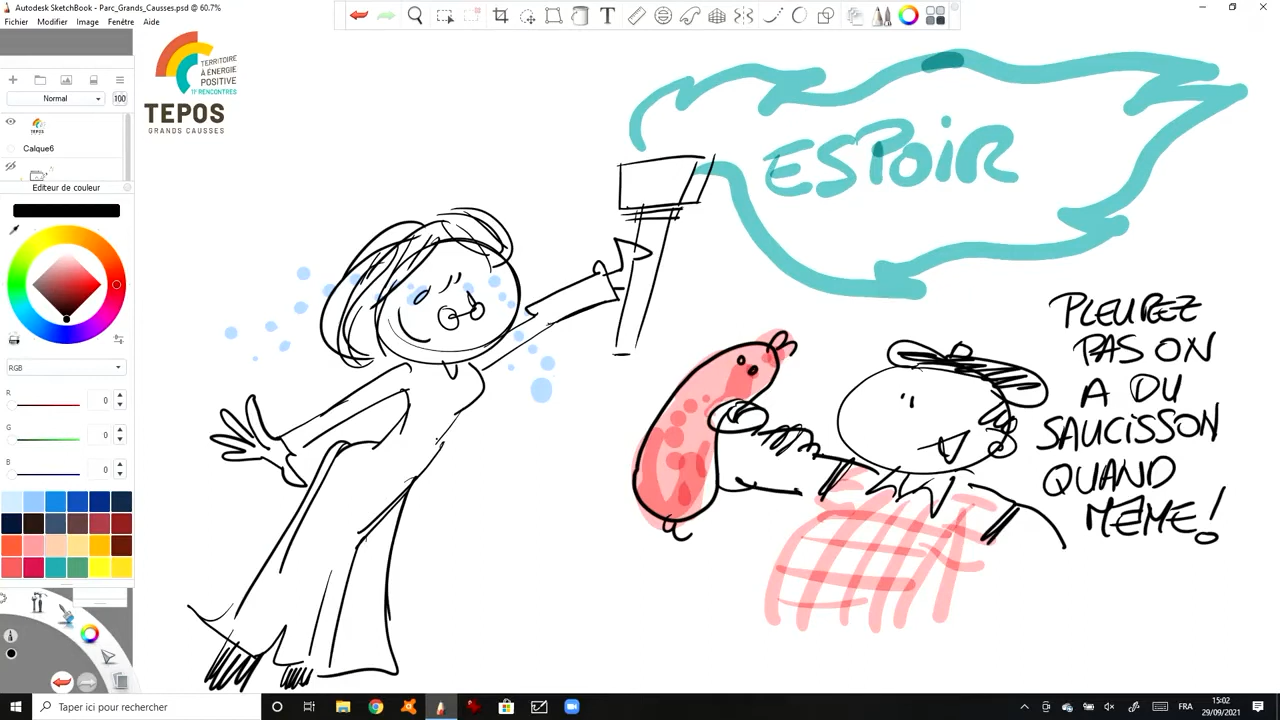 Autodesk SketchBook - Parc_Grands_Causses.psd @ 60.7%
Fichier Modifier Image Fenêtre Aide
Normal 100
Calque6
Editeur de couleur
RGB
R 0
G 0
B 0
TERRITOIRE
À ÉNERGIE
POSITIVE
TEPOS
GRANDS CAUSSES
ESPOIR
PLEUREZ
PAS ON
A DU
SAUCISSON
QUAND
MÊME!
Taper ici pour rechercher
FRA
15:02
29/09/2021